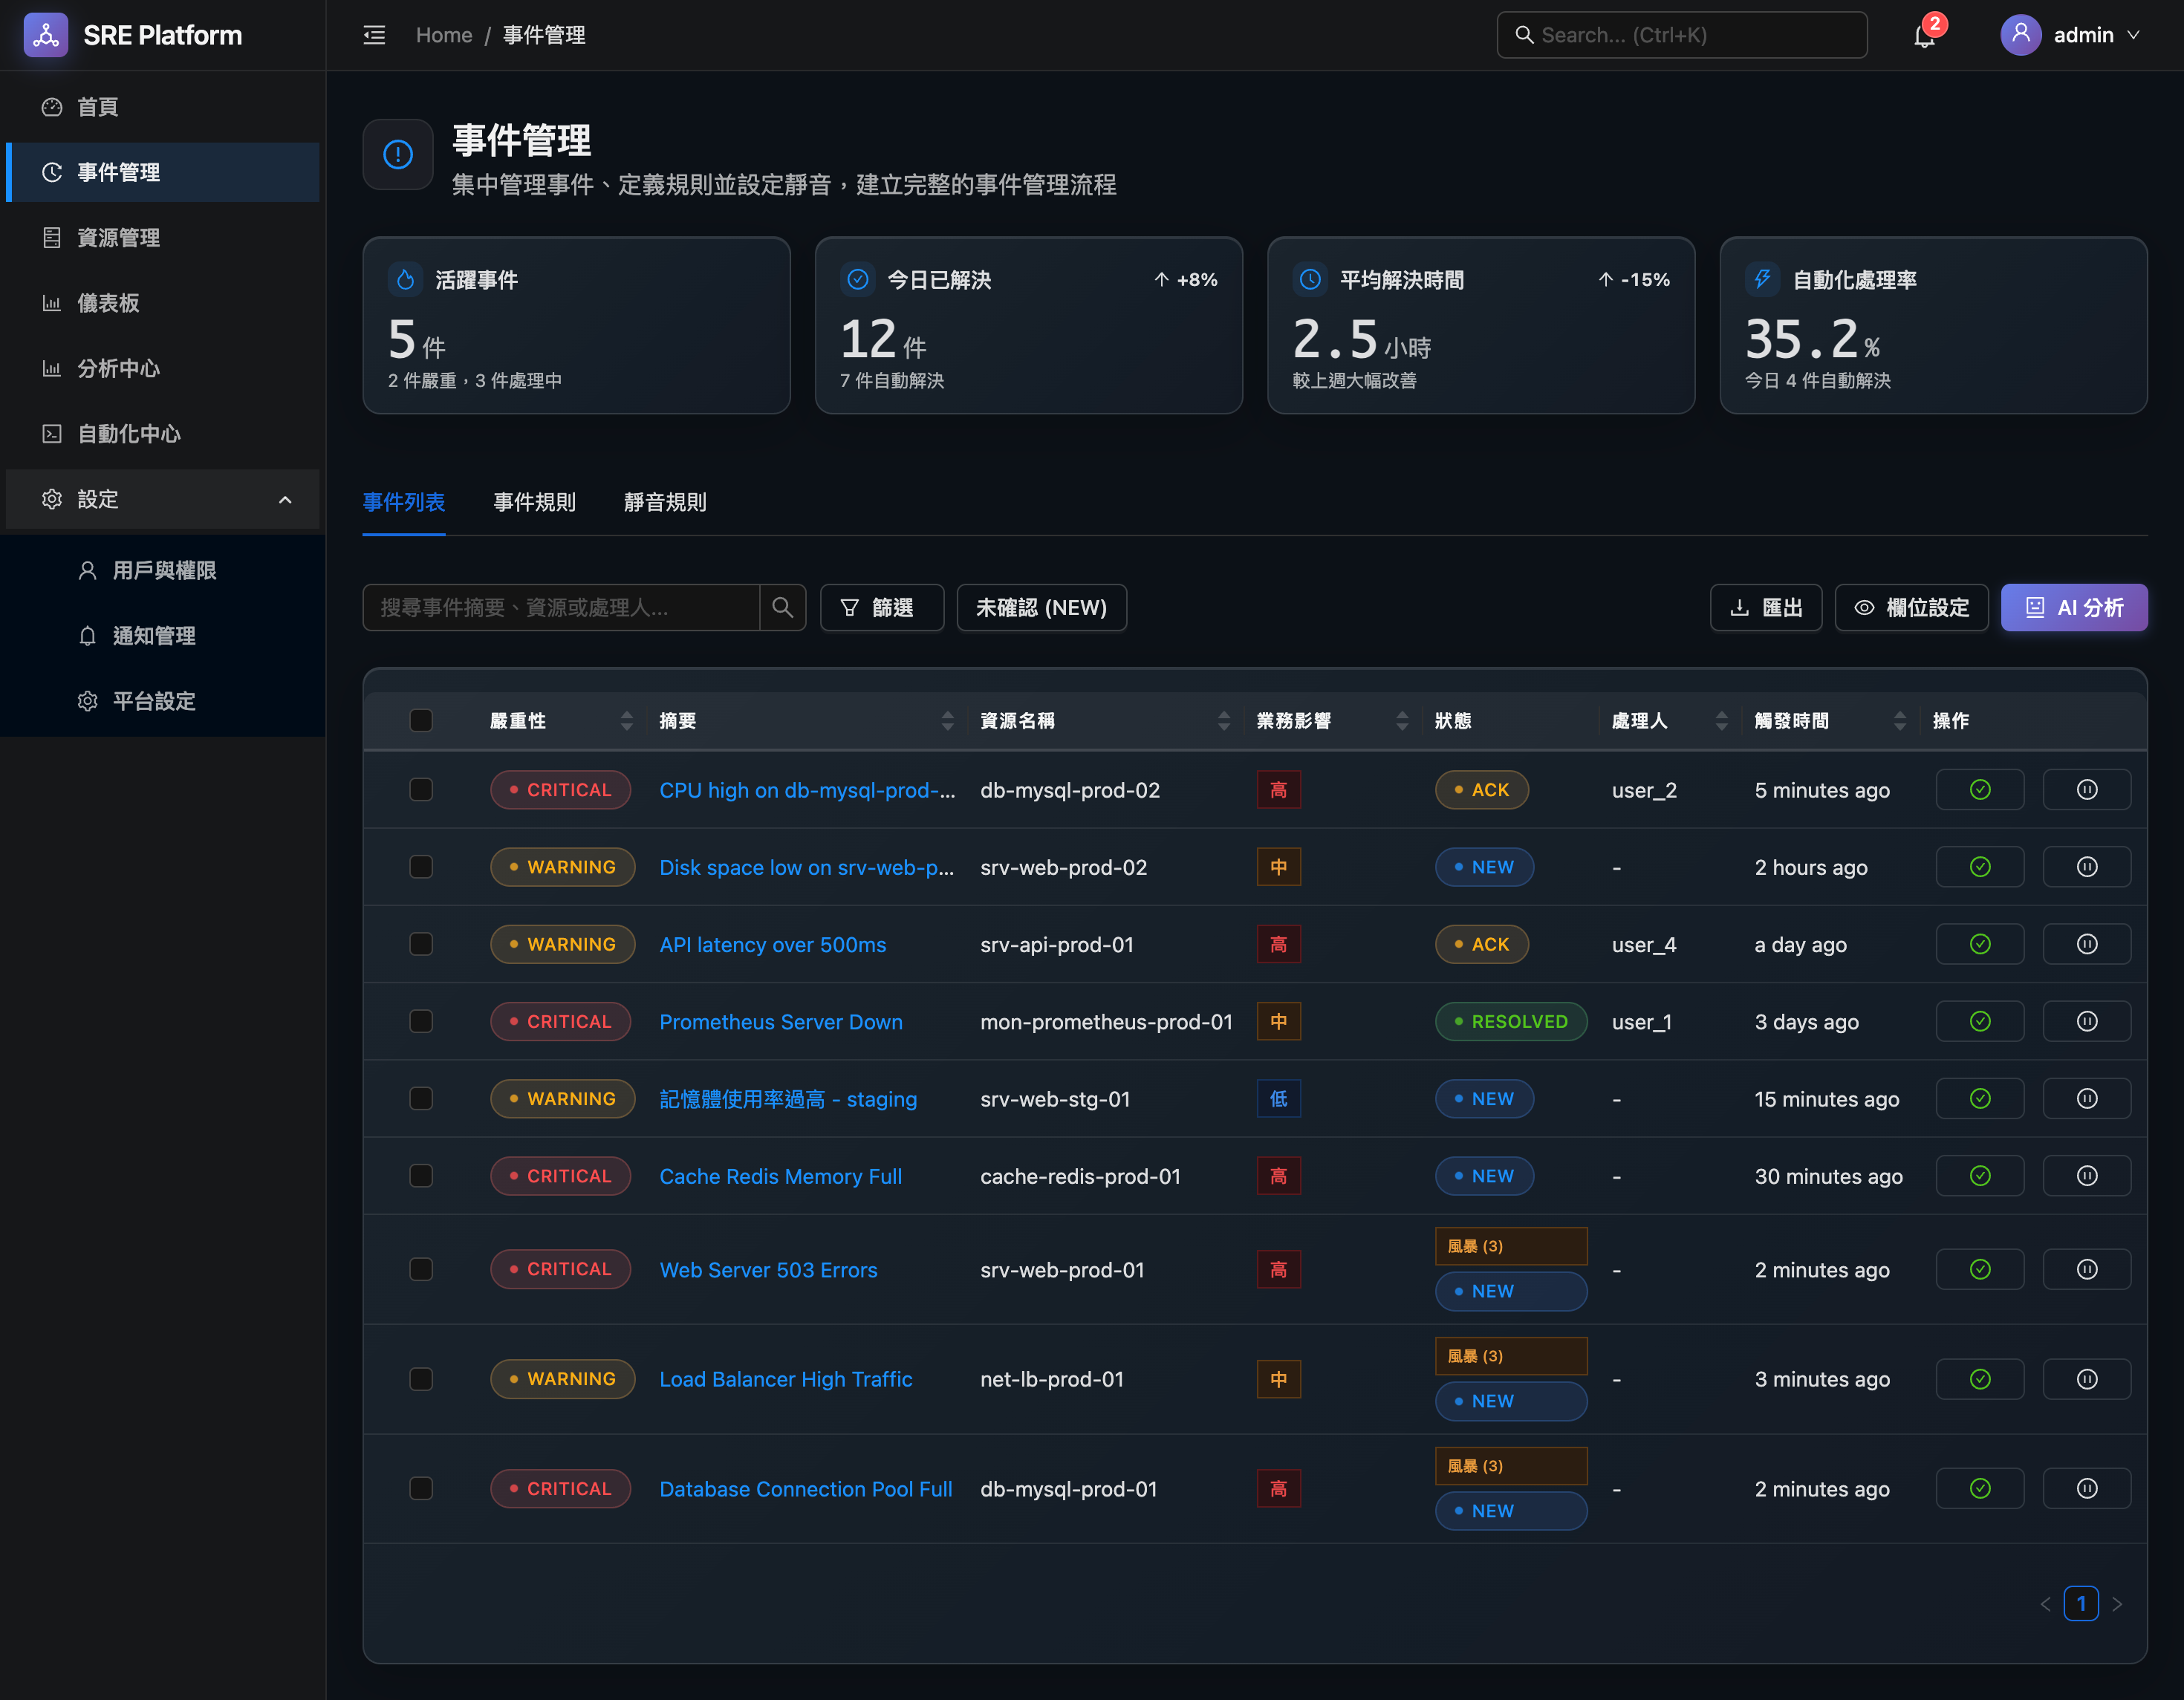 SRE Platform
Home / 事件管理
Search... (Ctrl+K)
2
admin
首頁
事件管理
資源管理
儀表板
分析中心
自動化中心
設定
用戶與權限
通知管理
平台設定
事件管理
集中管理事件、定義規則並設定靜音，建立完整的事件管理流程
活躍事件
5 件
2 件嚴重，3 件處理中
今日已解決
+8%
12 件
7 件自動解決
平均解決時間
-15%
2.5 小時
較上週大幅改善
自動化處理率
35.2 %
今日 4 件自動解決
事件列表 事件規則 靜音規則
搜尋事件摘要、資源或處理人...
篩選
未確認 (NEW)
匯出
欄位設定
AI 分析
嚴重性 摘要 資源名稱 業務影響 狀態 處理人 觸發時間 操作
CRITICAL CPU high on db-mysql-prod-... db-mysql-prod-02 高 ACK user_2 5 minutes ago
WARNING Disk space low on srv-web-p... srv-web-prod-02 中 NEW - 2 hours ago
WARNING API latency over 500ms srv-api-prod-01 高 ACK user_4 a day ago
CRITICAL Prometheus Server Down mon-prometheus-prod-01 中 RESOLVED user_1 3 days ago
WARNING 記憶體使用率過高 - staging srv-web-stg-01 低 NEW - 15 minutes ago
CRITICAL Cache Redis Memory Full cache-redis-prod-01 高 NEW - 30 minutes ago
風暴 (3)
CRITICAL Web Server 503 Errors srv-web-prod-01 高 NEW - 2 minutes ago
風暴 (3)
WARNING Load Balancer High Traffic net-lb-prod-01 中 NEW - 3 minutes ago
風暴 (3)
CRITICAL Database Connection Pool Full db-mysql-prod-01 高 NEW - 2 minutes ago
1